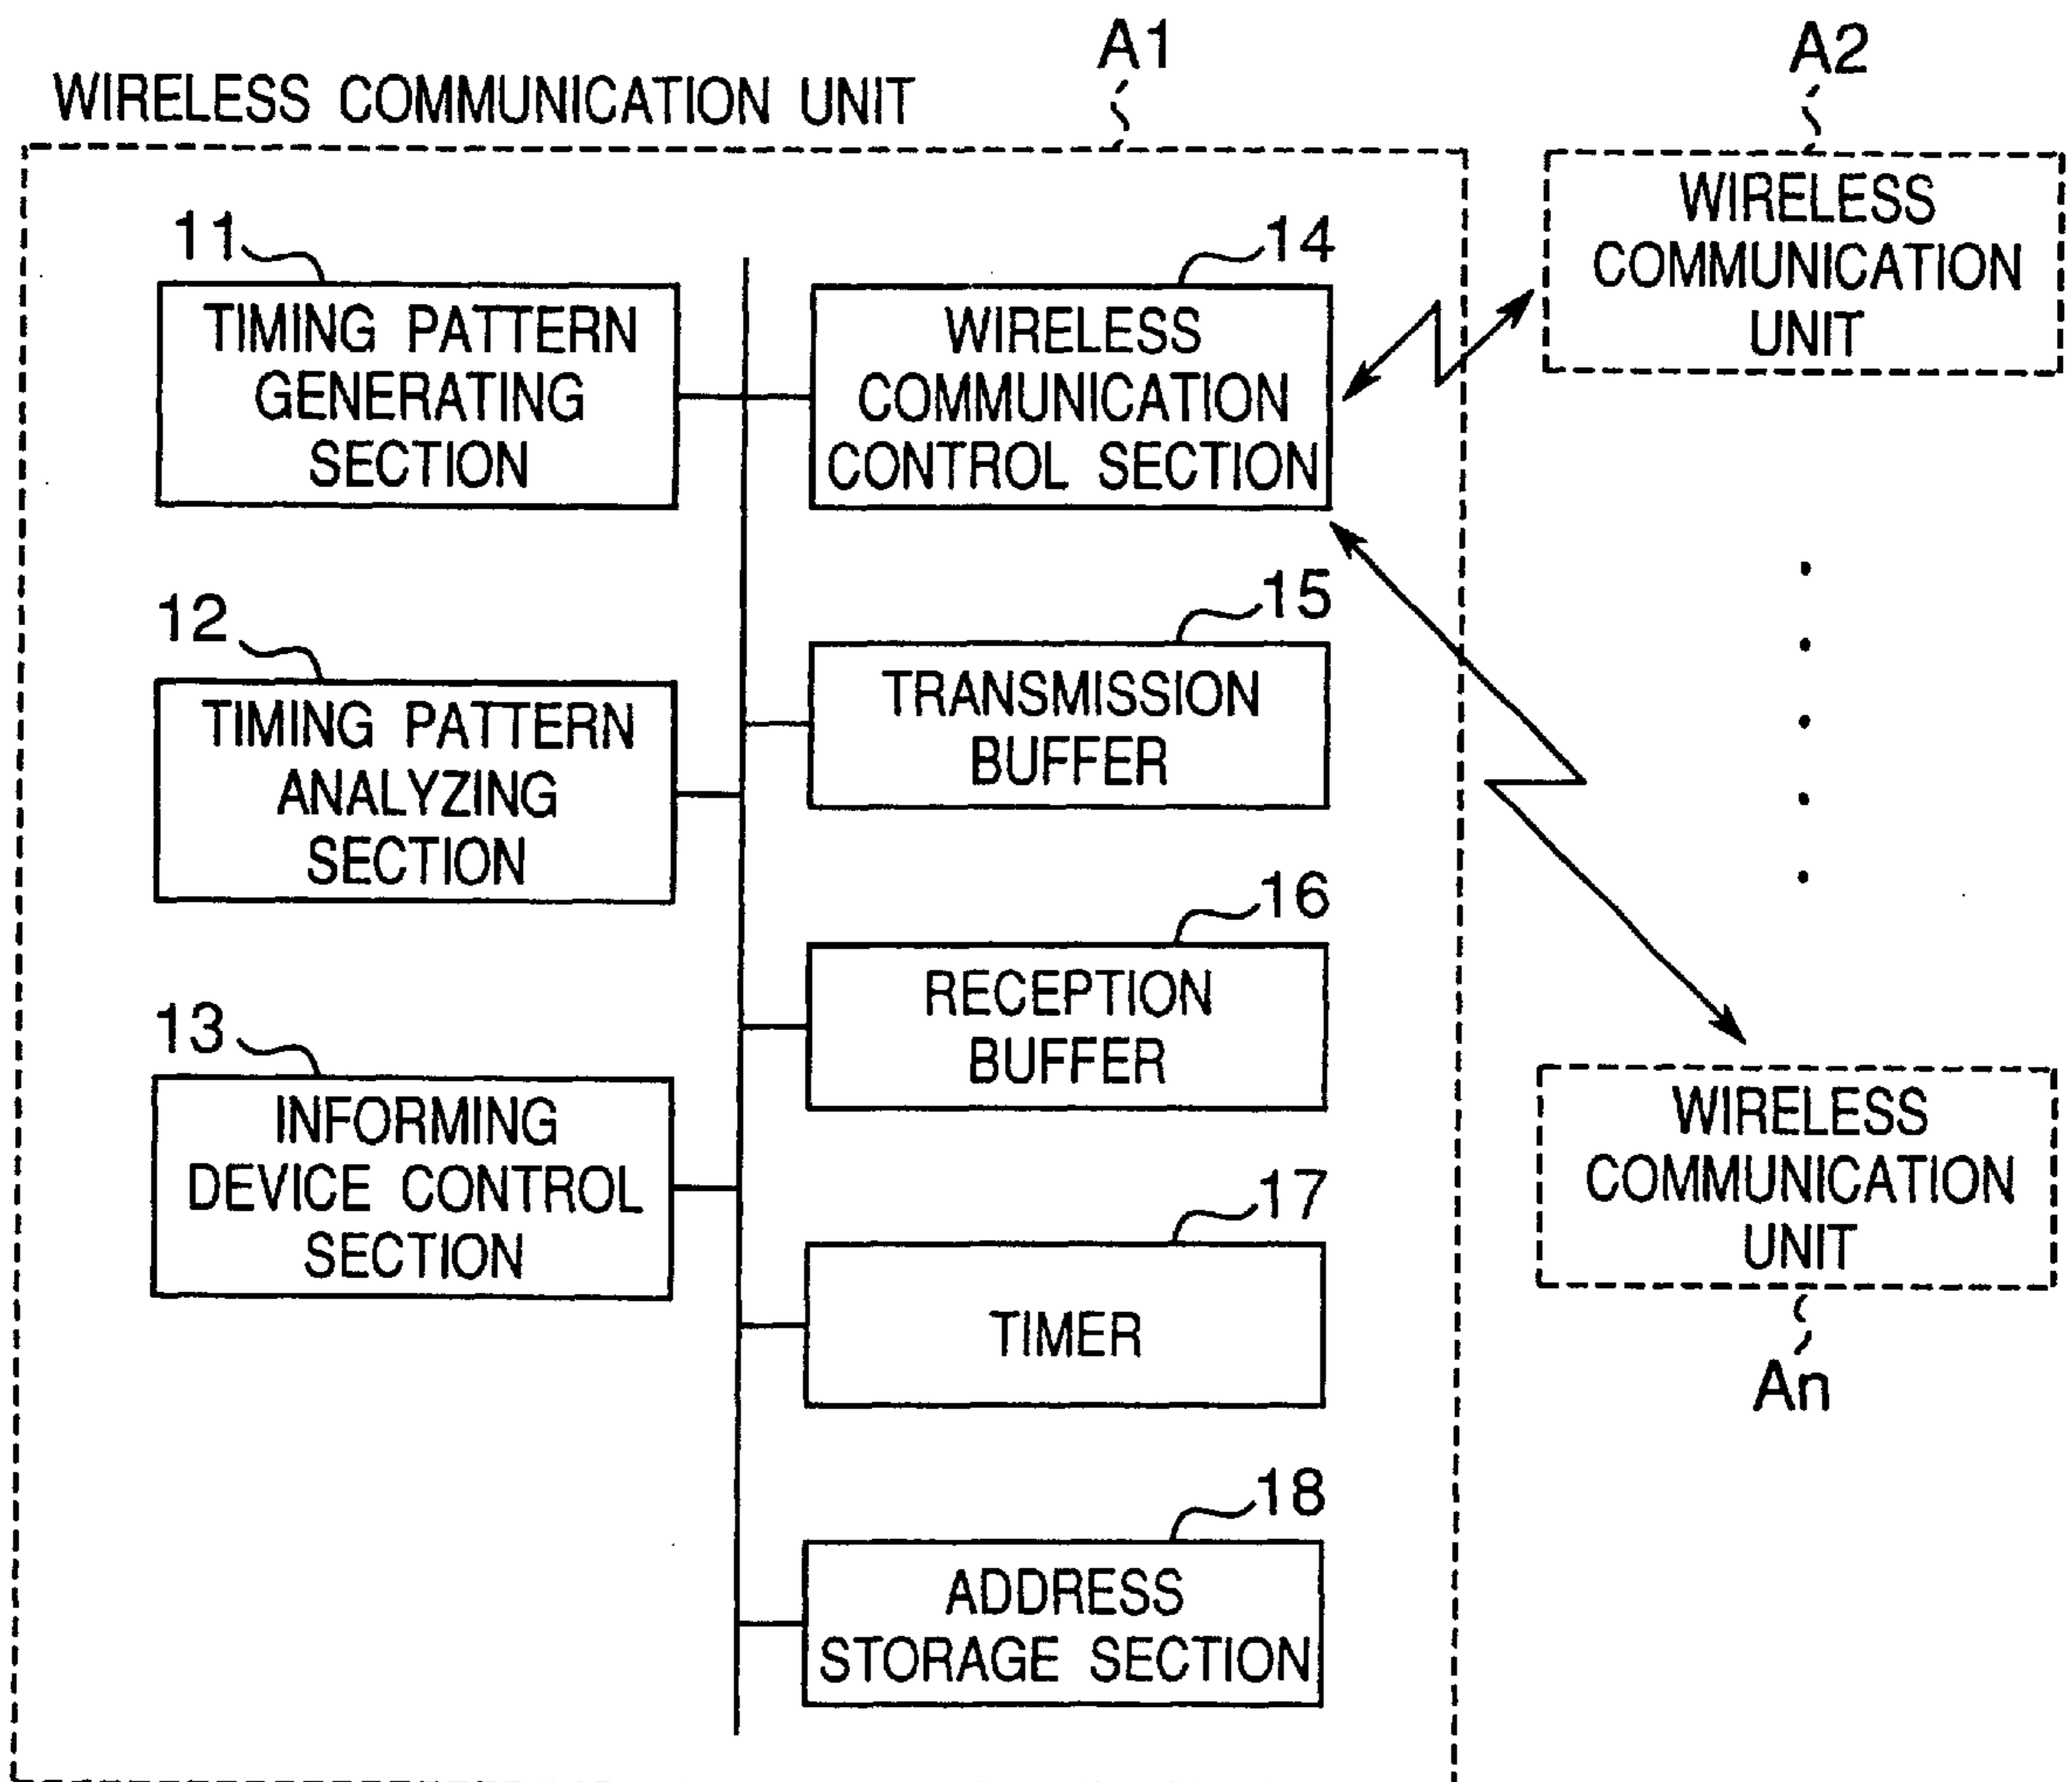 A1
A2
WIRELESS COMMUNICATION UNIT
11
TIMING PATTERN
GENERATING
SECTION
12
TIMING PATTERN
ANALYZING
SECTION
13
INFORMING
DEVICE CONTROL
SECTION
14
WIRELESS
COMMUNICATION
CONTROL SECTION
15
TRANSMISSION
BUFFER
16
RECEPTION
BUFFER
17
TIMER
18
ADDRESS
STORAGE SECTION
WIRELESS
COMMUNICATION
UNIT
WIRELESS
COMMUNICATION
UNIT
An